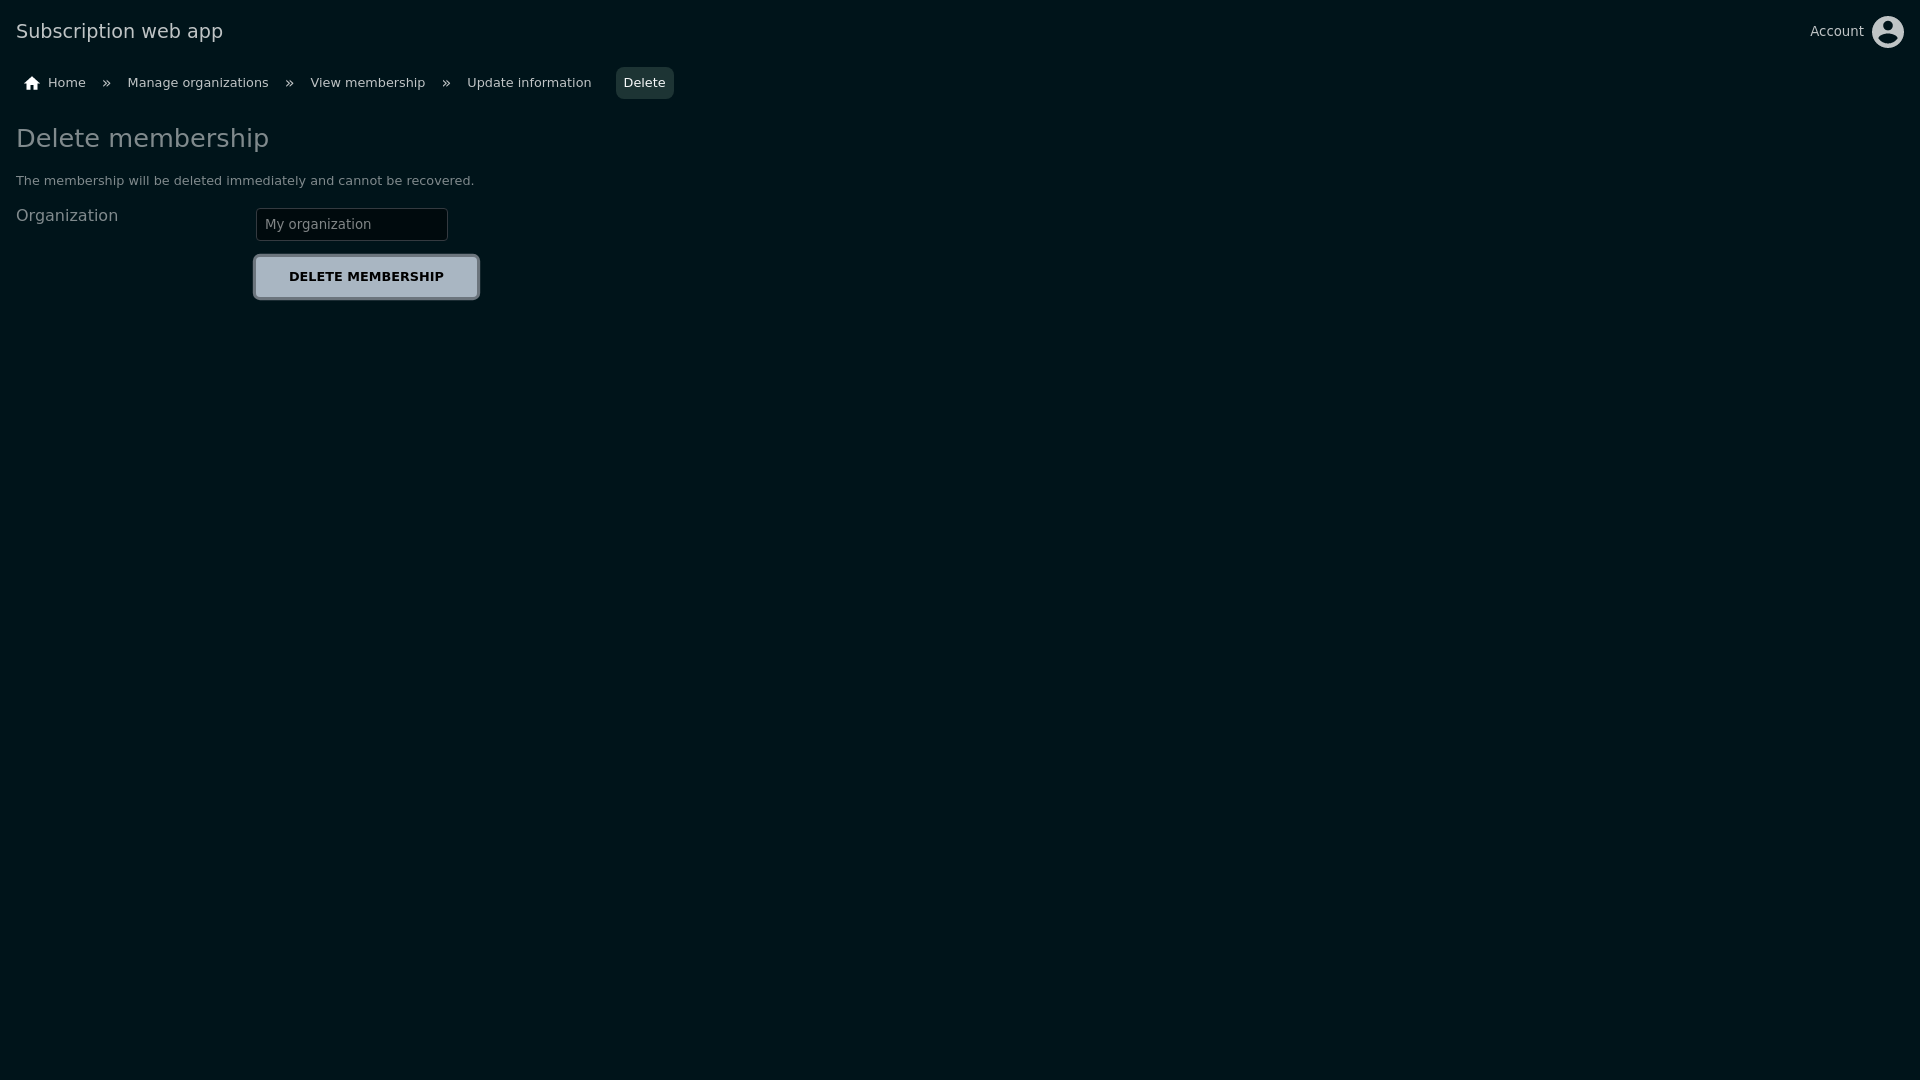 Subscription web app
Account
Home » Manage organizations » View membership » Update information Delete
Delete membership
The membership will be deleted immediately and cannot be recovered.
Organization
My organization
DELETE MEMBERSHIP